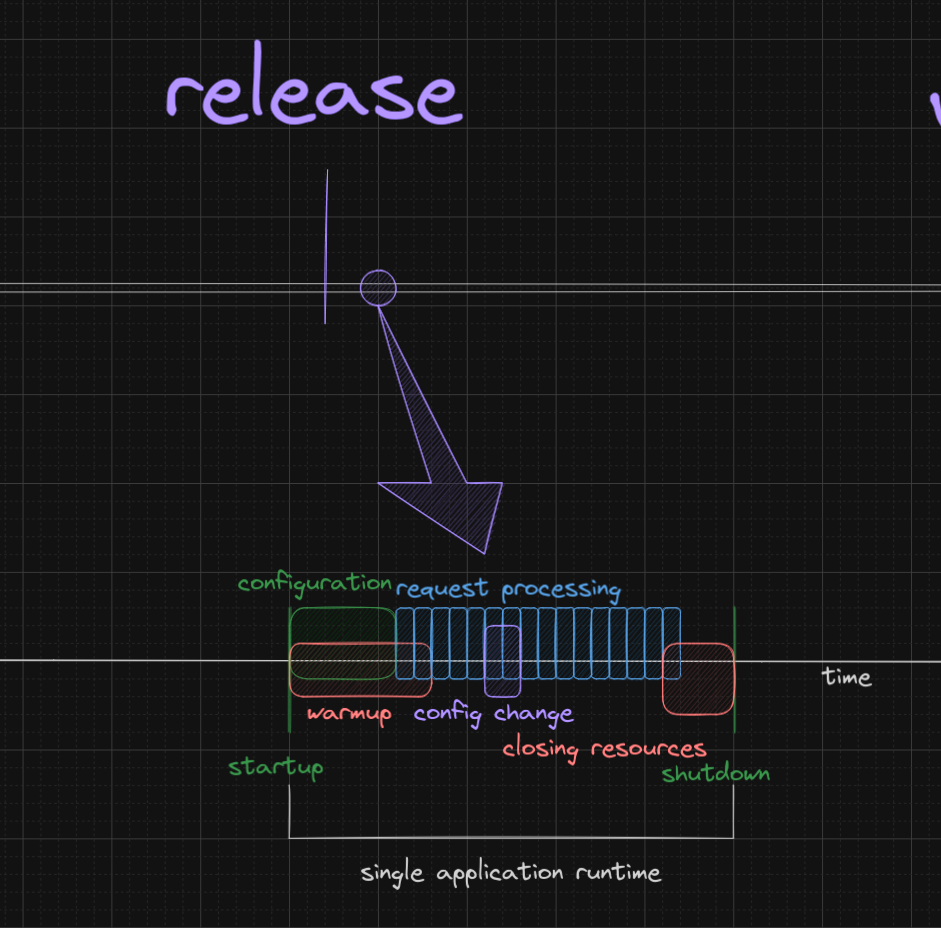 release
configuration
request processing
time
warmup
config change
closing resources
startup
shutdown
single application runtime